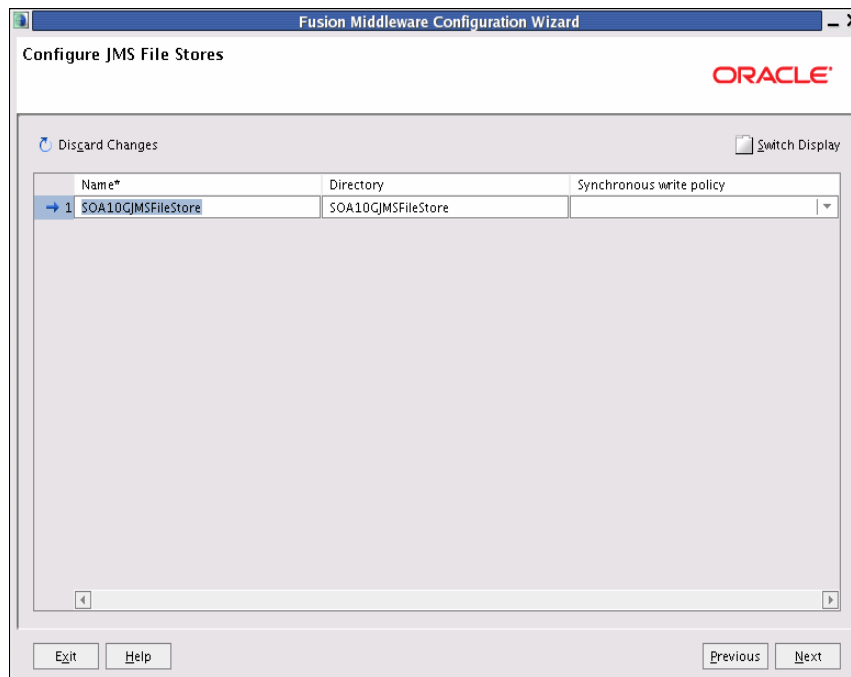 Fusion Middleware Configuration Wizard
Configure JMS File Stores
ORACLE
Discard Changes
Switch Display
Name* Directory Synchronous write policy
1 SOA10GJMSFileStore SOA10GJMSFileStore
Exit Help Previous Next